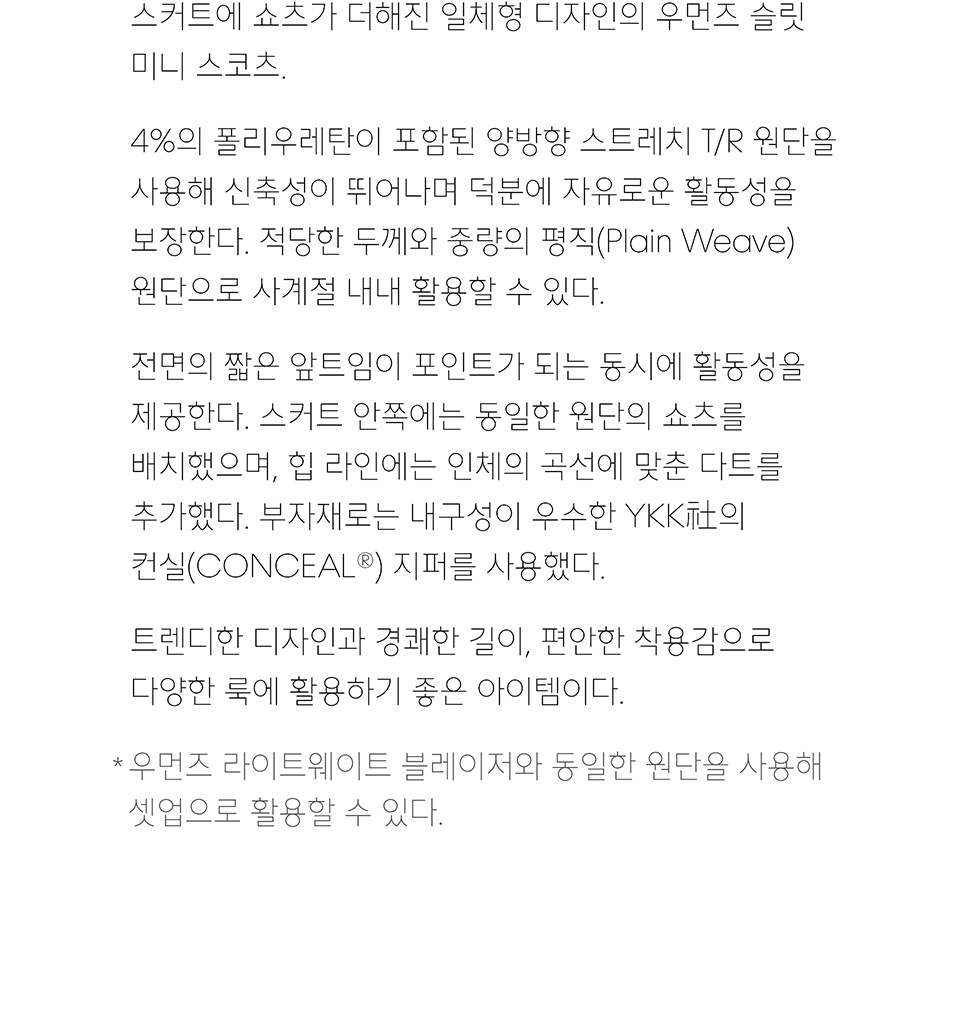 스커트에 쇼츠가 더해진 일체형 디자인의 우먼즈 슬릿
미니 스코츠.
4%의 폴리우레탄이 포함된 양방향 스트레치 T/R 원단을
사용해 신축성이 뛰어나며 덕분에 자유로운 활동성을
보장한다. 적당한 두께와 중량의 평직(Plain Weave)
원단으로 사계절 내내 활용할 수 있다.
전면의 짧은 앞트임이 포인트가 되는 동시에 활동성을
제공한다. 스커트 안쪽에는 동일한 원단의 쇼츠를
배치했으며, 힙 라인에는 인체의 곡선에 맞춘 다트를
추가했다. 부자재로는 내구성이 우수한 YKK社의
컨실(CONCEAL®) 지퍼를 사용했다.
트렌디한 디자인과 경쾌한 길이, 편안한 착용감으로
다양한 룩에 활용하기 좋은 아이템이다.
* 우먼즈 라이트웨이트 블레이저와 동일한 원단을 사용해
셋업으로 활용할 수 있다.